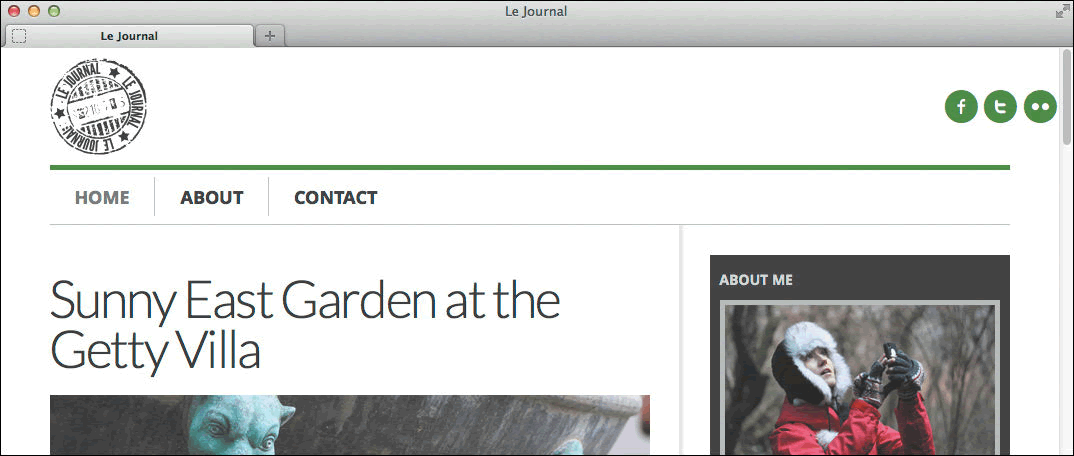 Le Journal
Le Journal
LE JOURNAL
LE JOURNAL
LE JOURNAL
HOME
ABOUT
CONTACT
Sunny East Garden at the
Getty Villa
ABOUT ME